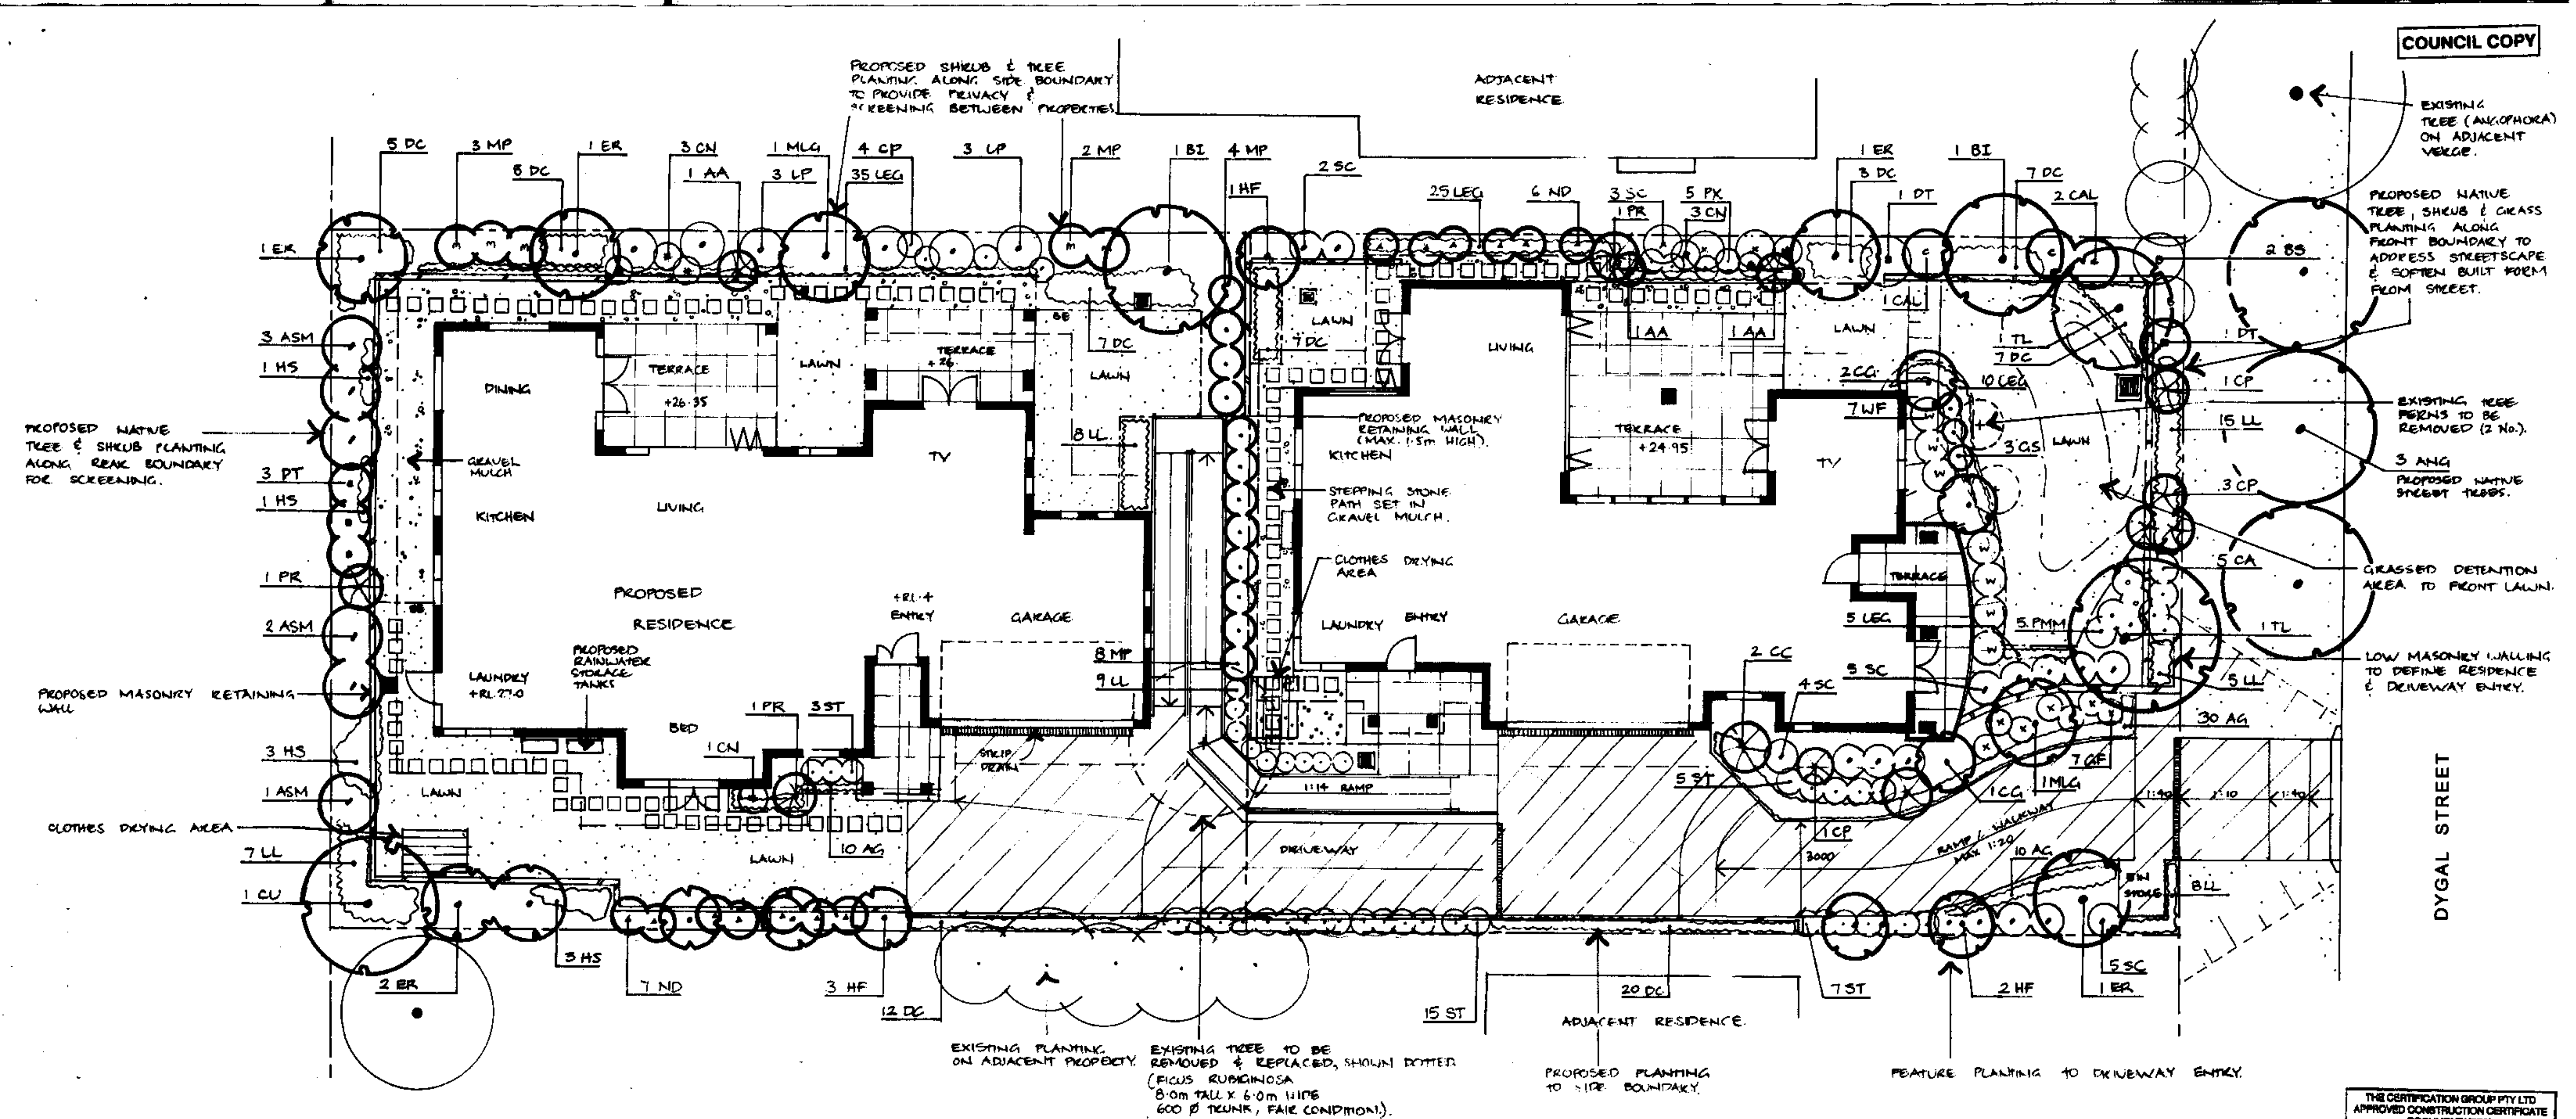 COUNCIL COPY
PROPOSED SHRUB & TREE
PLANTING ALONG SIDE BOUNDARY
TO PROVIDE PRIVACY &
SCREENING BETWEEN PROPERTIES
ADJACENT
RESIDENCE
EXISTING
TREE (ANGOPHORA)
ON ADJACENT
VERGE.
5 DC
3 MP
8 DC
1 ER
3 CN
1 AA
1 MLG
3 LP
4 CP
35 LEG
3 LP
2 MP
1 BI
4 MP
1 HF
2 SC
25 LEG
6 ND
3 SC
1 PR
5 PX
3 CN
1 ER
3 DC
1 DT
1 BI
7 DC
2 CAL
PROPOSED NATIVE
TREE, SHRUB & GRASS
PLANTING ALONG
FRONT BOUNDARY TO
ADDRESS STREETSCAPE
& SOFTEN BUILT FORM
FROM STREET.
1 ER
2 BS
1 CAL
3 ASM
1 HS
DINING
TERRACE
+26.35
LAWN
TERRACE
7 DC
LAWN
LAWN
7 DC
LIVING
1 AA
1 AA
LAWN
1 TL
7 DC
1 DT
2 CG
10 LEG
1 CP
7 WF
EXISTING TREE
FERNS TO BE
REMOVED (2 No.).
15 LL
PROPOSED NATIVE
TREE & SHRUB PLANTING
ALONG REAR BOUNDARY
FOR SCREENING.
GRAVEL
MULCH
8 LL
TV
PROPOSED MASONRY
RETAINING WALL
(MAX. 1.5m HIGH).
KITCHEN
TERRACE
+24.95
TV
3 GS
LAWN
3 ANG
PROPOSED NATIVE
STREET TREES.
3 PT
1 HS
KITCHEN
LIVING
STEPPING STONE
PATH SET IN
GRAVEL MULCH.
3 CP
CLOTHES DRYING
AREA
TERRACE
5 CA
GRASSED DETENTION
AREA TO FRONT LAWN.
1 PR
PROPOSED
RESIDENCE
ENTRY
GARAGE
LAUNDRY
ENTRY
GARAGE
5 LEG
5 PMM
1 TL
2 ASM
PROPOSED
RAINWATER
STORAGE
TANKS
8 MP
9 LL
2 CC
4 SC
5 SC
5 LL
LOW MASONRY WALLING
TO DEFINE RESIDENCE
& DRIVEWAY ENTRY.
PROPOSED MASONRY RETAINING
WALL
LAUNDRY
+RL 27.0
BED
1 PR
3 ST
1 CN
30 AG
3 HS
STRIP
DRAIN
5 ST
7 GF
1 MLG
1 CG
1 ASM
LAWN
1:14 RAMP
1:40
1:10
1:40
DYGAL STREET
CLOTHES DRYING AREA
LAWN
10 AG
DRIVEWAY
1 CP
3000
RAMP & WALKWAY
MAX 1:20
10 AG
BIN
STORE
8 LL
7 LL
1 CU
2 ER
3 HS
7 ND
3 HF
12 DC
15 ST
20 DC
7 ST
2 HF
5 SC
1 ER
ADJACENT RESIDENCE.
EXISTING PLANTING
ON ADJACENT PROPERTY.
EXISTING TREE TO BE
REMOVED & REPLACED, SHOWN DOTTED
(FICUS RUBIGINOSA
8.0m TALL x 6.0m WIDE
600 Ø TRUNK, FAIR CONDITION).
PROPOSED PLANTING
TO SIDE BOUNDARY.
FEATURE PLANTING TO DRIVEWAY ENTRY.
THE CERTIFICATION GROUP PTY LTD
APPROVED CONSTRUCTION CERTIFICATE